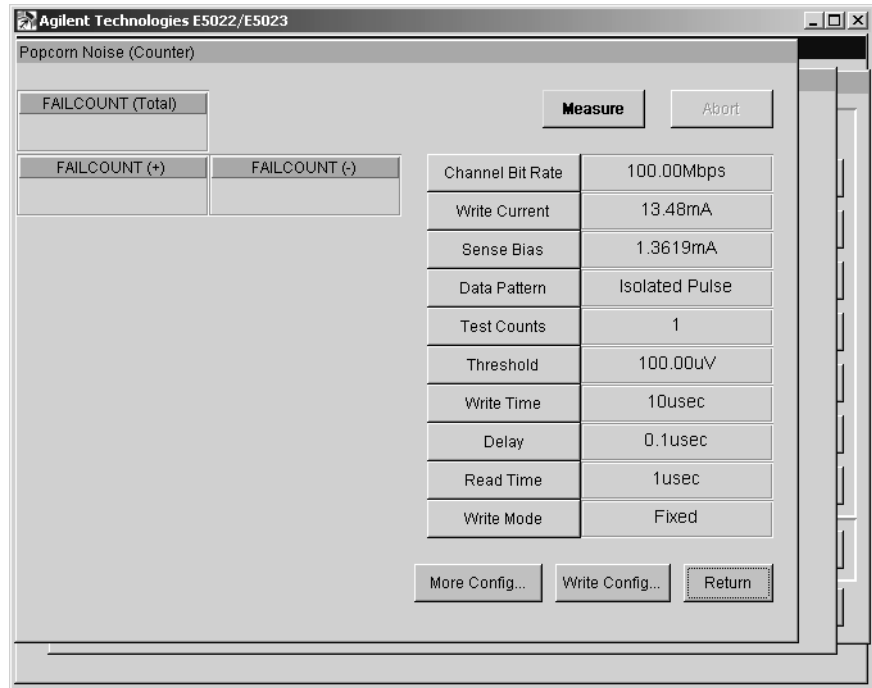 Agilent Technologies E5022/E5023
Popcorn Noise (Counter)
FAILCOUNT (Total)
Measure
Abort
FAILCOUNT (+)
FAILCOUNT (-)
Channel Bit Rate 100.00Mbps
Write Current 13.48mA
Sense Bias 1.3619mA
Data Pattern Isolated Pulse
Test Counts 1
Threshold 100.00uV
Write Time 10usec
Delay 0.1usec
Read Time 1usec
Write Mode Fixed
More Config...
Write Config...
Return